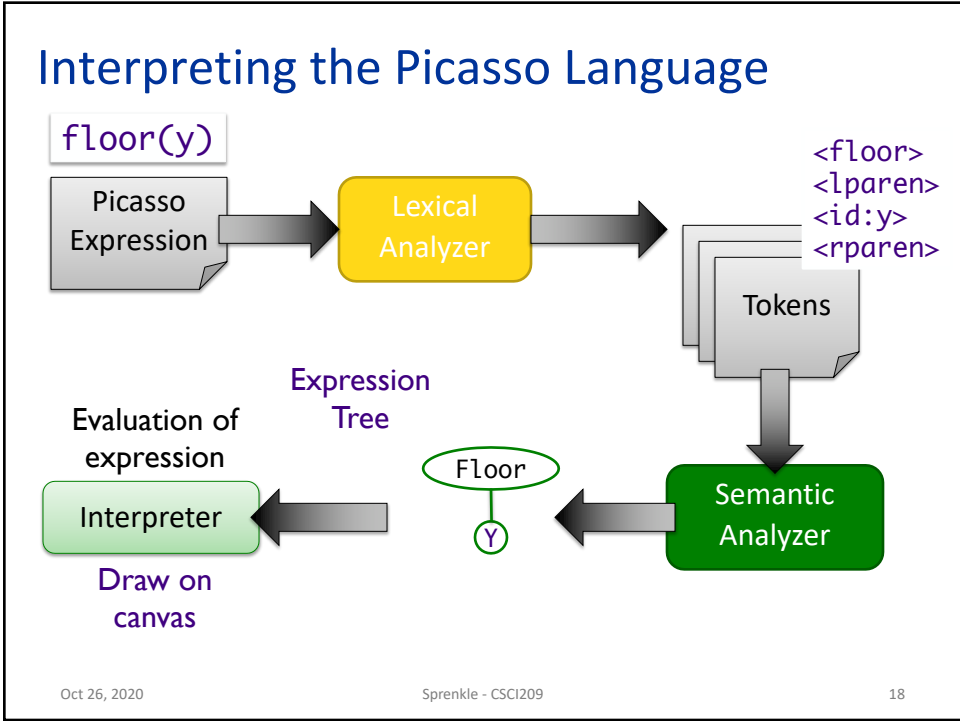 Interpreting the Picasso Language
floor(y)
Picasso
Expression
Lexical
Analyzer
<floor>
<lparen>
<id:y>
<rparen>
Tokens
Semantic
Analyzer
Expression
Tree
Floor
Y
Evaluation of
expression
Interpreter
Draw on
canvas
Oct 26, 2020
Sprenkle - CSCI209
18